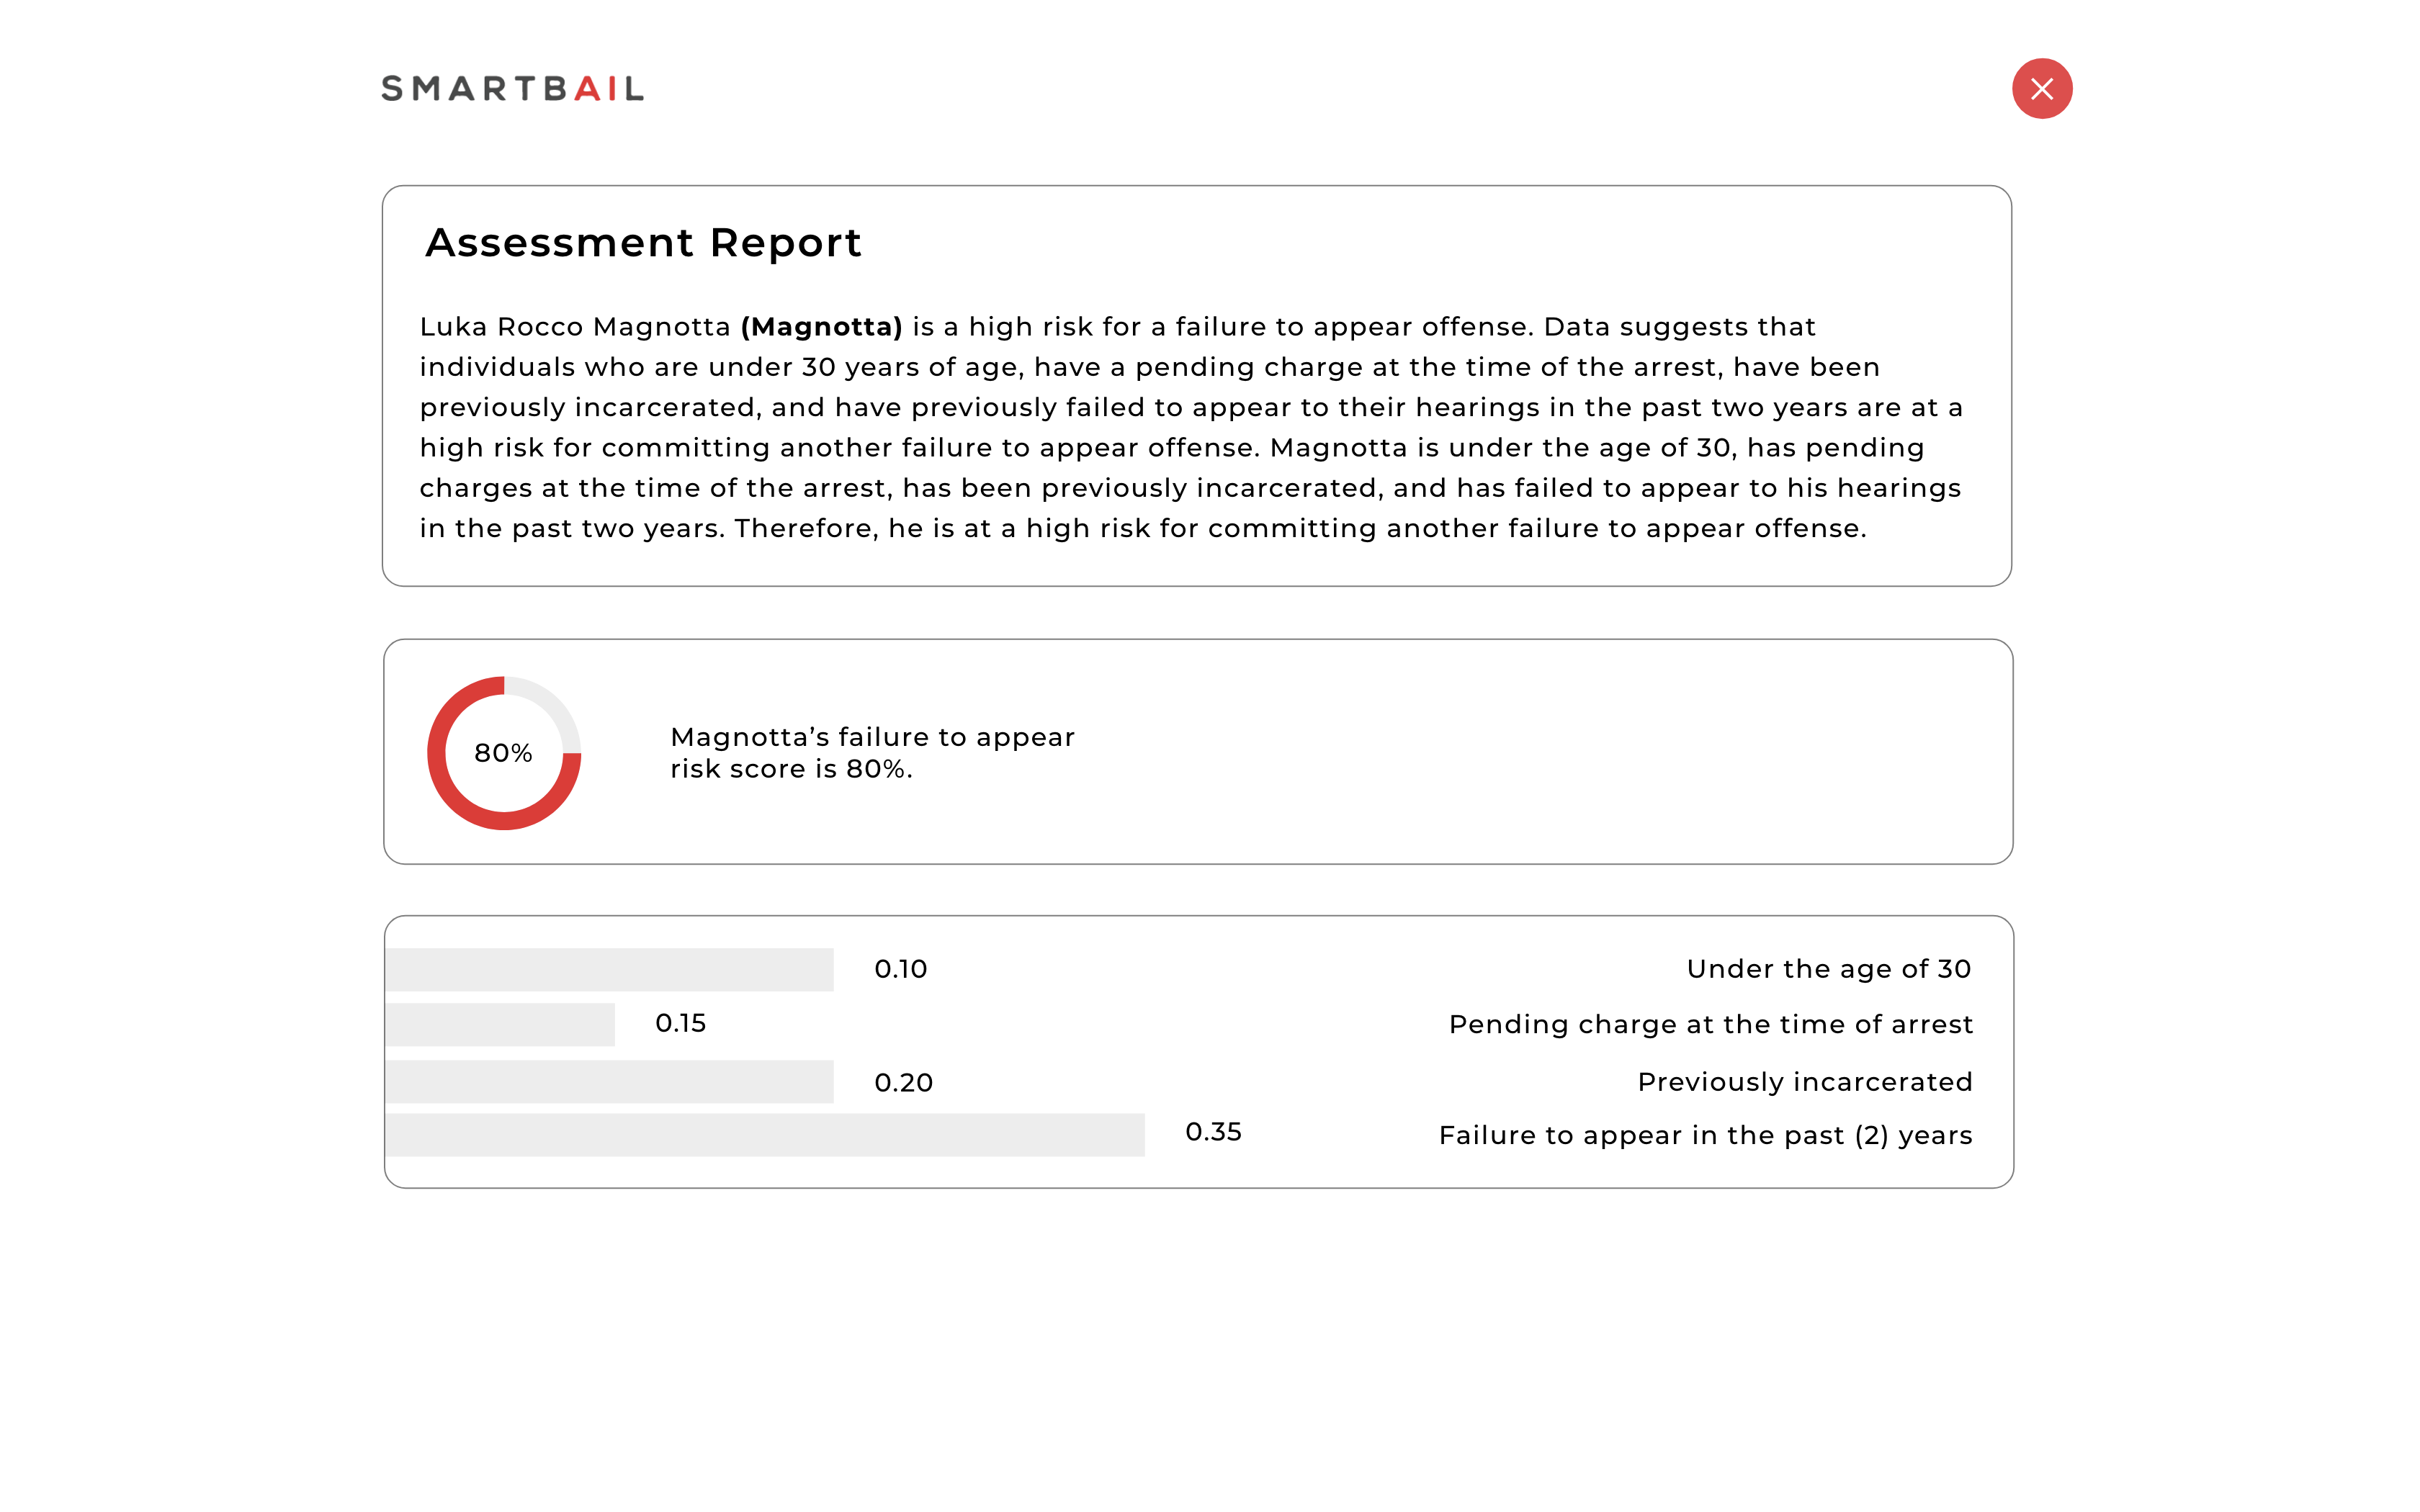 SMARTBAIL
Assessment Report
Luka Rocco Magnotta (Magnotta) is a high risk for a failure to appear offense. Data suggests that
individuals who are under 30 years of age, have a pending charge at the time of the arrest, have been
previously incarcerated, and have previously failed to appear to their hearings in the past two years are at a
high risk for committing another failure to appear offense. Magnotta is under the age of 30, has pending
charges at the time of the arrest, has been previously incarcerated, and has failed to appear to his hearings
in the past two years. Therefore, he is at a high risk for committing another failure to appear offense.
80%
Magnotta’s failure to appear
risk score is 80%.
0.10 Under the age of 30
0.15 Pending charge at the time of arrest
0.20 Previously incarcerated
0.35 Failure to appear in the past (2) years